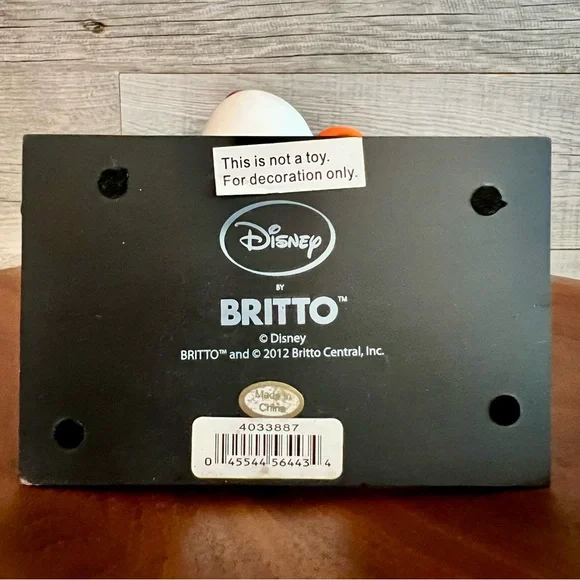 This is not a toy.
For decoration only.
Disney
BY
BRITTO™
© Disney
BRITTO™ and © 2012 Britto Central, Inc.
Made in
China
4033887
0 45544 56443 4